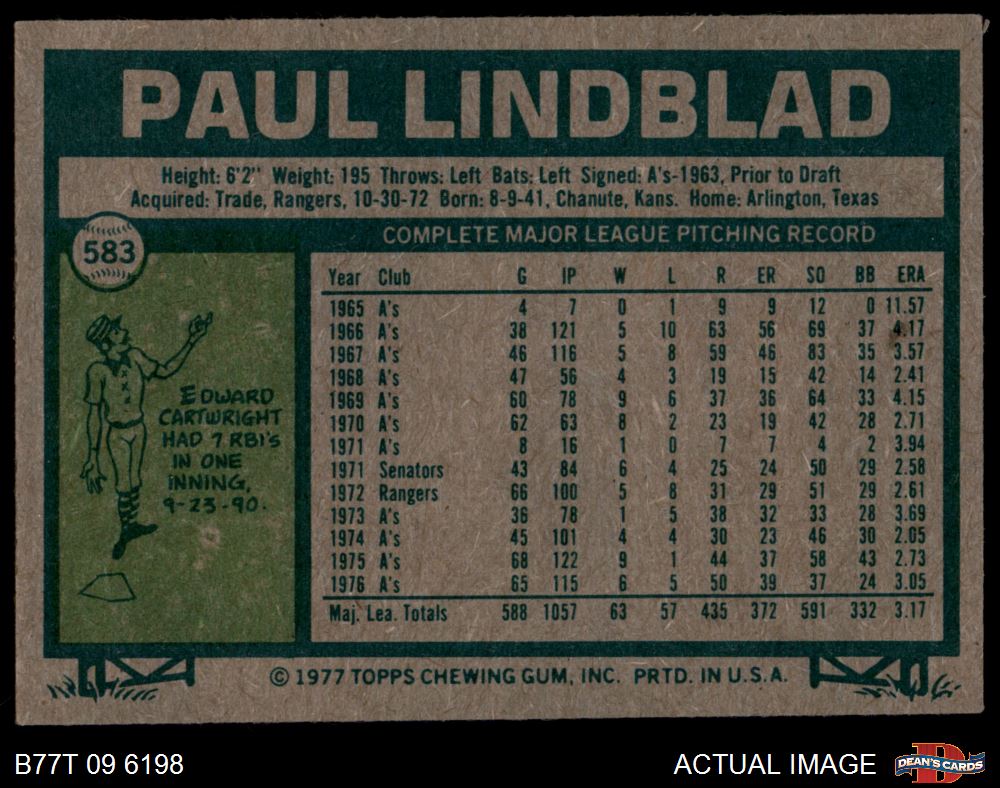 PAUL LINDBLAD
Height: 6'2" Weight: 195 Throws: Left Bats: Left Signed: A's-1963, Prior to Draft
Acquired: Trade, Rangers, 10-30-72 Born: 8-9-41, Chanute, Kans. Home: Arlington, Texas
583
COMPLETE MAJOR LEAGUE PITCHING RECORD
Year Club G IP W L R ER SO BB ERA
1965 A's 4 7 0 1 9 9 12 0 11.57
1966 A's 38 121 5 10 63 56 69 37 4.17
1967 A's 46 116 5 8 59 46 83 35 3.57
1968 A's 47 56 4 3 19 15 42 14 2.41
1969 A's 60 78 9 6 37 36 64 33 4.15
1970 A's 62 63 8 2 23 19 42 28 2.71
1971 A's 8 16 1 0 7 7 4 2 3.94
1971 Senators 43 84 6 4 25 24 50 29 2.58
1972 Rangers 66 100 5 8 31 29 51 29 2.61
1973 A's 36 78 1 5 38 32 33 28 3.69
1974 A's 45 101 4 4 30 23 46 30 2.05
1975 A's 68 122 9 1 44 37 58 43 2.73
1976 A's 65 115 6 5 50 39 37 24 3.05
Maj. Lea. Totals 588 1057 63 57 435 372 591 332 3.17
EDWARD
CARTWRIGHT
HAD 7 RBI'S
IN ONE
INNING,
9-23-90.
© 1977 TOPPS CHEWING GUM, INC. PRTD. IN U.S.A.
B77T 09 6198
ACTUAL IMAGE
D
DEAN'S CARDS